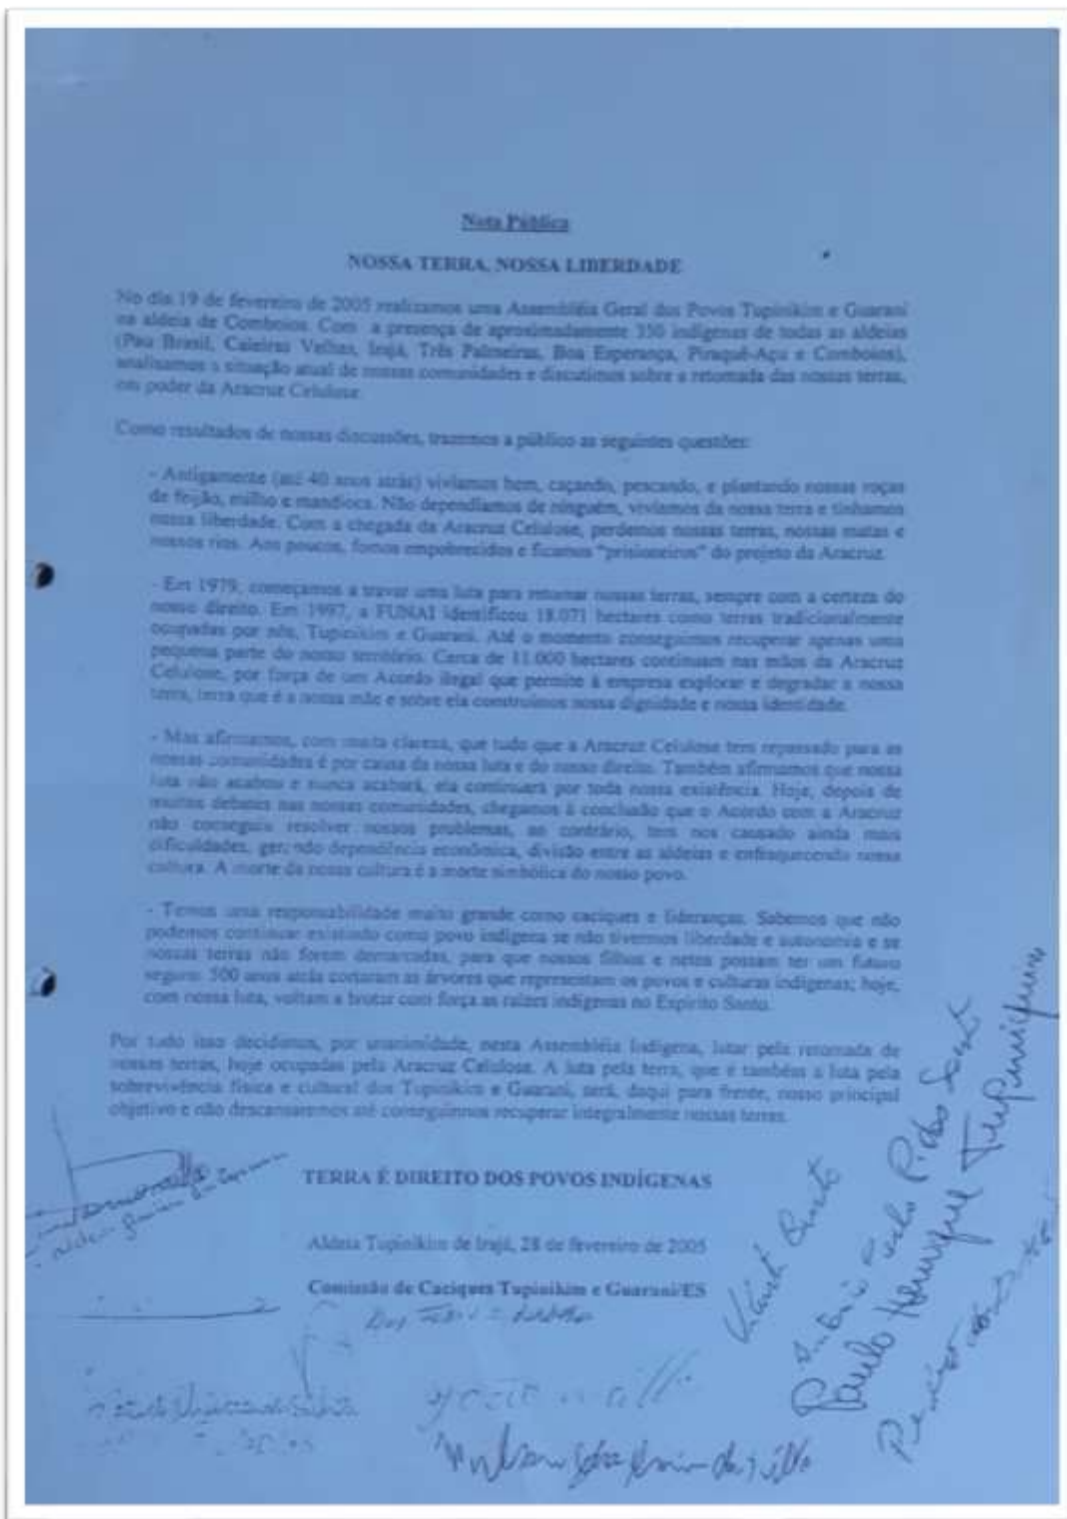 Nota Pública
NOSSA TERRA, NOSSA LIBERDADE
No dia 19 de fevereiro de 2005 realizamos uma Assembléia Geral dos Povos Tupinikim e Guarani
na aldeia de Comboios. Com a presença de aproximadamente 350 indígenas de todas as aldeias
(Pau Brasil, Caieiras Velhas, Irajá, Três Palmeiras, Boa Esperança, Piraquê-Açu e Comboios),
analisamos a situação atual de nossas comunidades e discutimos sobre a retomada das nossas terras,
em poder da Aracruz Celulose.
Como resultados de nossas discussões, trazemos a público as seguintes questões:
- Antigamente (até 40 anos atrás) vivíamos bem, caçando, pescando, e plantando nossas roças
de feijão, milho e mandioca. Não dependíamos de ninguém, vivíamos da nossa terra e tínhamos
nossa liberdade. Com a chegada da Aracruz Celulose, perdemos nossas terras, nossas matas e
nossos rios. Aos poucos, fomos empobrecidos e ficamos "prisioneiros" do projeto da Aracruz.
- Em 1979, começamos a travar uma luta para retomar nossas terras, sempre com a certeza do
nosso direito. Em 1997, a FUNAI identificou 18.071 hectares como terras tradicionalmente
ocupadas por nós, Tupinikim e Guarani. Até o momento conseguimos recuperar apenas uma
pequena parte do nosso território. Cerca de 11.000 hectares continuam nas mãos da Aracruz
Celulose, por força de um Acordo ilegal que permite à empresa explorar e degradar a nossa
terra, terra que é a nossa mãe e sobre ela construímos nossa dignidade e nossa identidade.
- Mas afirmamos, com muita clareza, que tudo que a Aracruz Celulose tem repassado para as
nossas comunidades é por causa da nossa luta e do nosso direito. Também afirmamos que nossa
luta não acabou e nunca acabará, ela continuará por toda nossa existência. Hoje, depois de
muitos debates nas nossas comunidades, chegamos à conclusão que o Acordo com a Aracruz
não conseguiu resolver nossos problemas, ao contrário, tem nos causado ainda mais
dificuldades, gerando dependência econômica, divisão entre as aldeias e enfraquecendo nossa
cultura. A morte da nossa cultura é a morte simbólica do nosso povo.
- Temos uma responsabilidade muito grande como caciques e lideranças. Sabemos que não
podemos continuar existindo como povo indígena se não tivermos liberdade e autonomia e se
nossas terras não forem demarcadas, para que nossos filhos e netos possam ter um futuro
seguro. 500 anos atrás cortaram as árvores que representam os povos e culturas indígenas; hoje,
com nossa luta, voltam a brotar com força as raízes indígenas no Espírito Santo.
Por tudo isso decidimos, por unanimidade, nesta Assembléia Indígena, lutar pela retomada de
nossas terras, hoje ocupadas pela Aracruz Celulose. A luta pela terra, que é também a luta pela
sobrevivência física e cultural dos Tupinikim e Guarani, será, daqui para frente, nosso principal
objetivo e não descansaremos até conseguirmos recuperar integralmente nossas terras.
TERRA É DIREITO DOS POVOS INDÍGENAS
Aldeia Tupinikim de Irajá, 28 de fevereiro de 2005
Comissão de Caciques Tupinikim e Guarani/ES
Paulo Henrique Tupiniquim